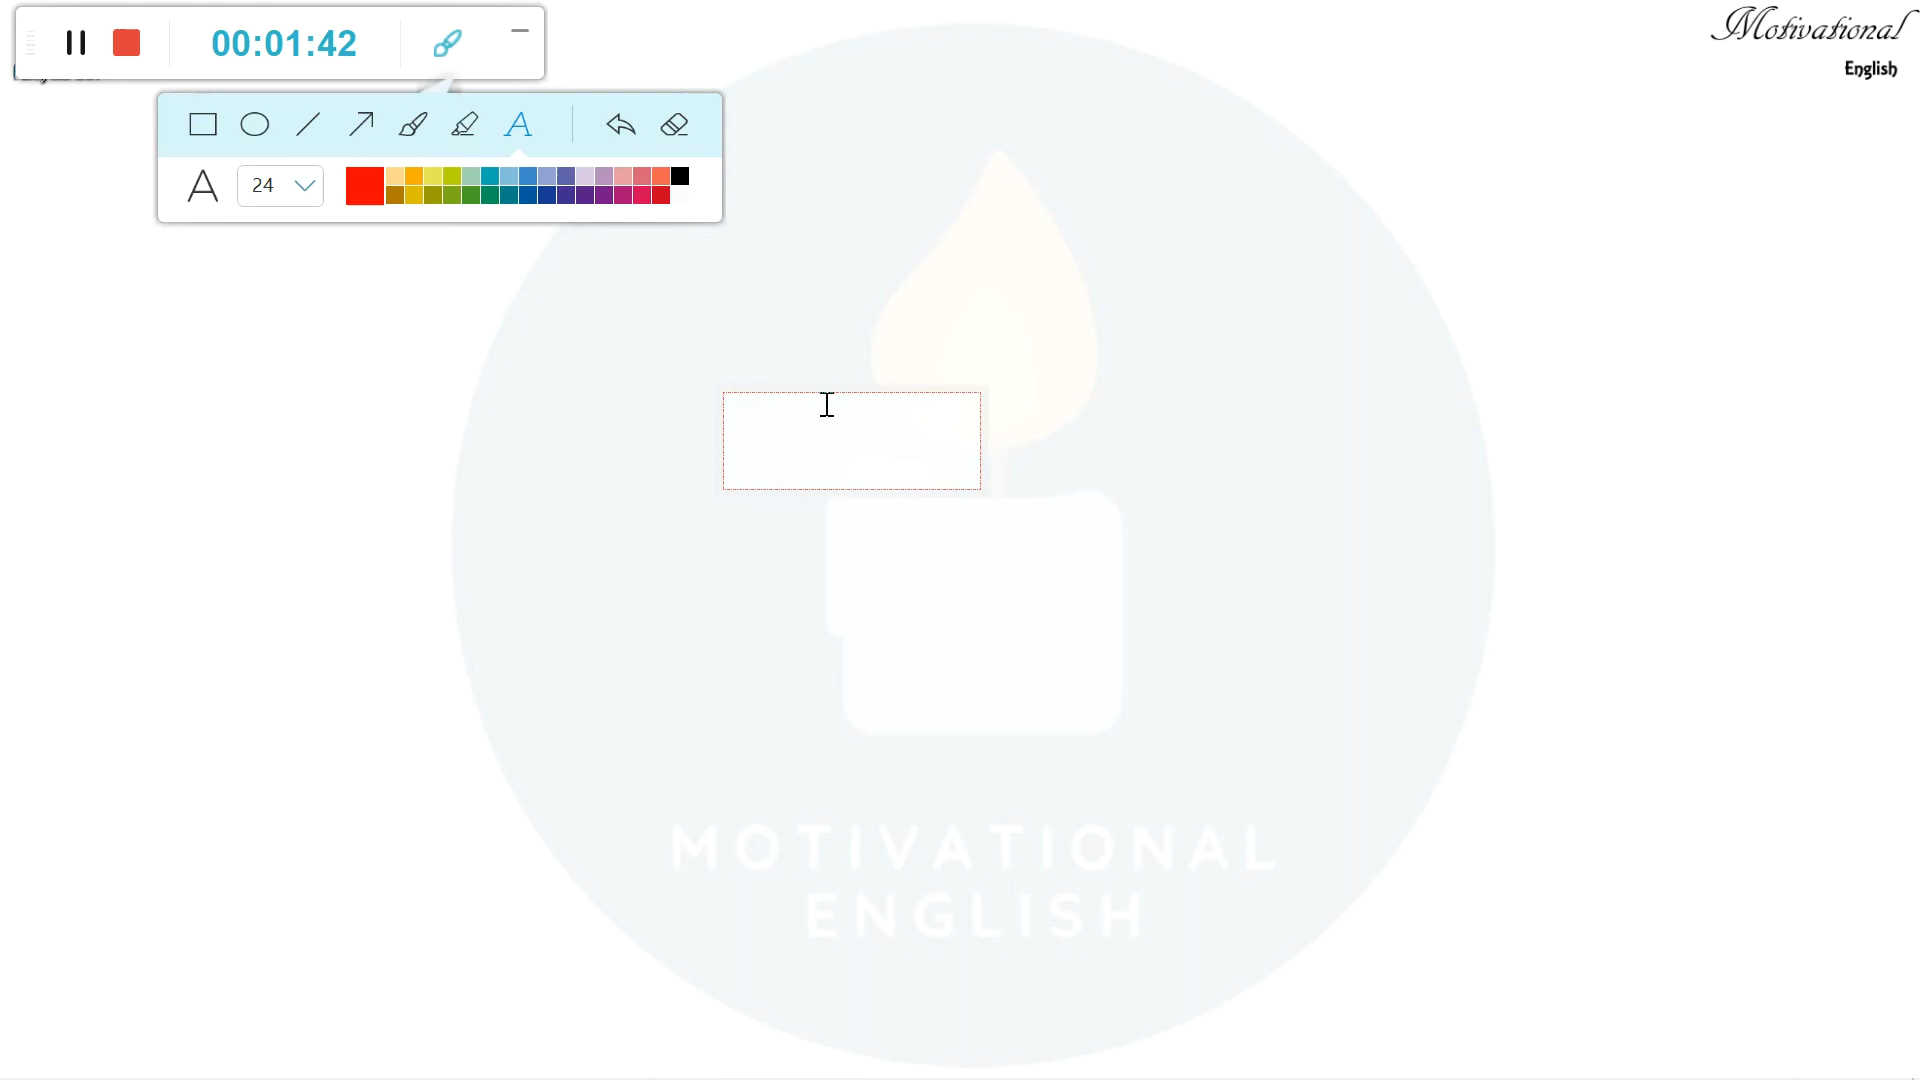 00:01:42
Motivational
English
A
A
24
MOTIVATIONAL
ENGLISH